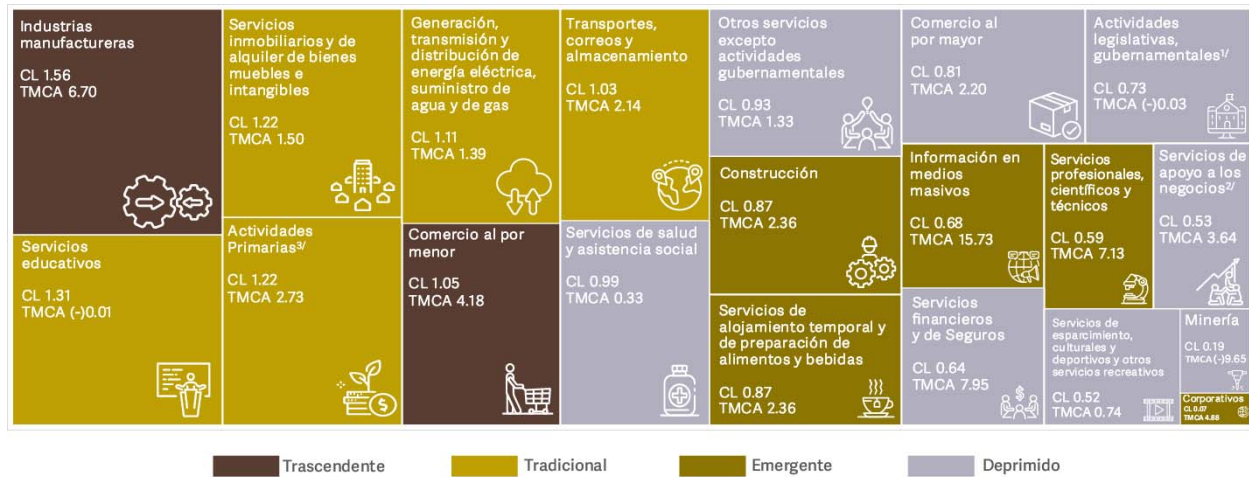 Industrias
manufactureras
CL 1.56
TMCA 6.70
Servicios
inmobiliarios y de
alquiler de bienes
muebles e
intangibles
CL 1.22
TMCA 1.50
Generación,
transmisión y
distribución de
energía eléctrica,
suministro de
agua y de gas
CL 1.11
TMCA 1.39
Transportes,
correos y
almacenamiento
CL 1.03
TMCA 2.14
Otros servicios
excepto
actividades
gubernamentales
CL 0.93
TMCA 1.33
Comercio al
por mayor
CL 0.81
TMCA 2.20
Actividades
legislativas,
gubernamentales1/
CL 0.73
TMCA (-)0.03
Construcción
CL 0.87
TMCA 2.36
Información en
medios
masivos
CL 0.68
TMCA 15.73
Servicios
profesionales,
científicos y
técnicos
CL 0.59
TMCA 7.13
Servicios de
apoyo a los
negocios2/
CL 0.53
TMCA 3.64
Servicios
educativos
CL 1.31
TMCA (-)0.01
Actividades
Primarias3/
CL 1.22
TMCA 2.73
Comercio al por
menor
CL 1.05
TMCA 4.18
Servicios de salud
y asistencia social
CL 0.99
TMCA 0.33
Servicios de
alojamiento temporal y
de preparación de
alimentos y bebidas
CL 0.87
TMCA 2.36
Servicios
financieros
y de Seguros
CL 0.64
TMCA 7.95
Servicios de
esparcimiento,
culturales y
deportivos y otros
servicios recreativos
CL 0.52
TMCA 0.74
Minería
CL 0.19
TMCA (-)9.65
Corporativos
CL 0.07
TMCA 4.88
Trascendente
Tradicional
Emergente
Deprimido